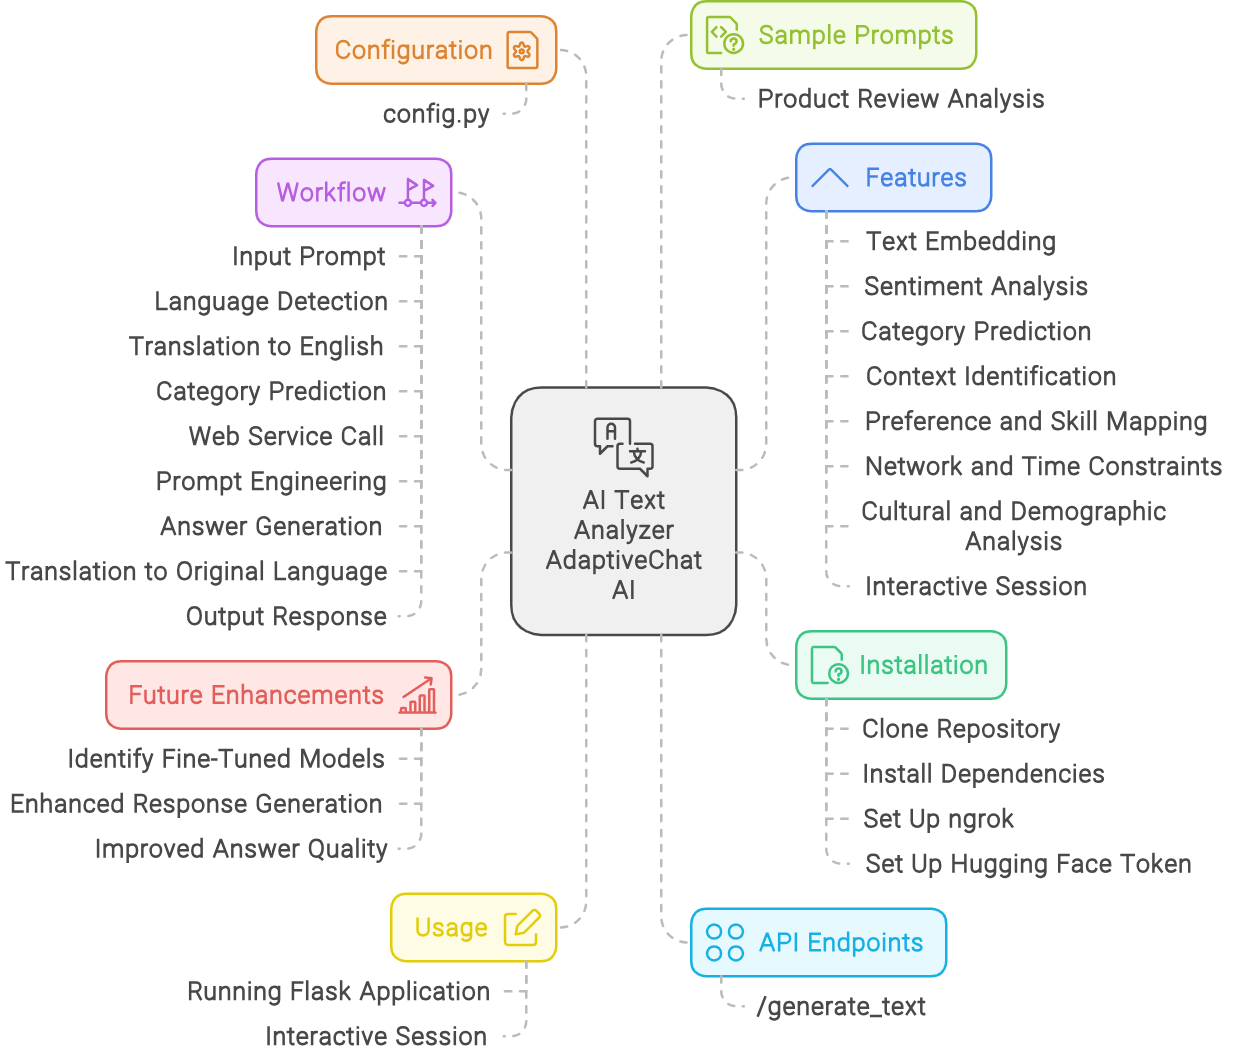 Configuration
config.py
Workflow
Input Prompt
Language Detection
Translation to English
Category Prediction
Web Service Call
Prompt Engineering
Answer Generation
Translation to Original Language
Output Response
Future Enhancements
Identify Fine-Tuned Models
Enhanced Response Generation
Improved Answer Quality
Usage
Running Flask Application
Interactive Session
A
文
AI Text
Analyzer
AdaptiveChat
AI
Sample Prompts
Product Review Analysis
Features
Text Embedding
Sentiment Analysis
Category Prediction
Context Identification
Preference and Skill Mapping
Network and Time Constraints
Cultural and Demographic
Analysis
Interactive Session
Installation
Clone Repository
Install Dependencies
Set Up ngrok
Set Up Hugging Face Token
API Endpoints
/generate_text